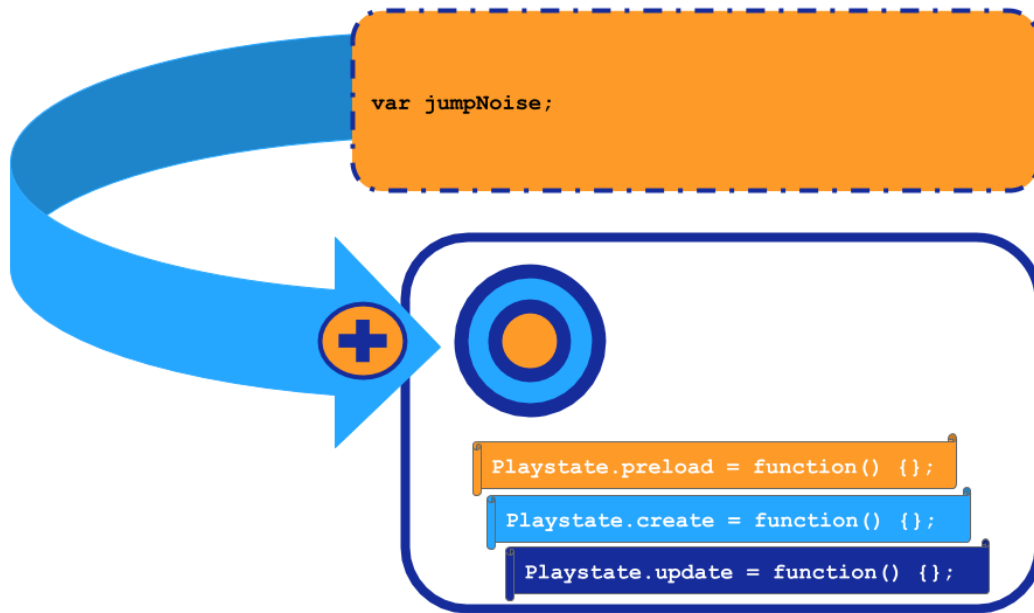 var jumpNoise;
Playstate.preload = function() {};
Playstate.create = function() {};
Playstate.update = function() {};